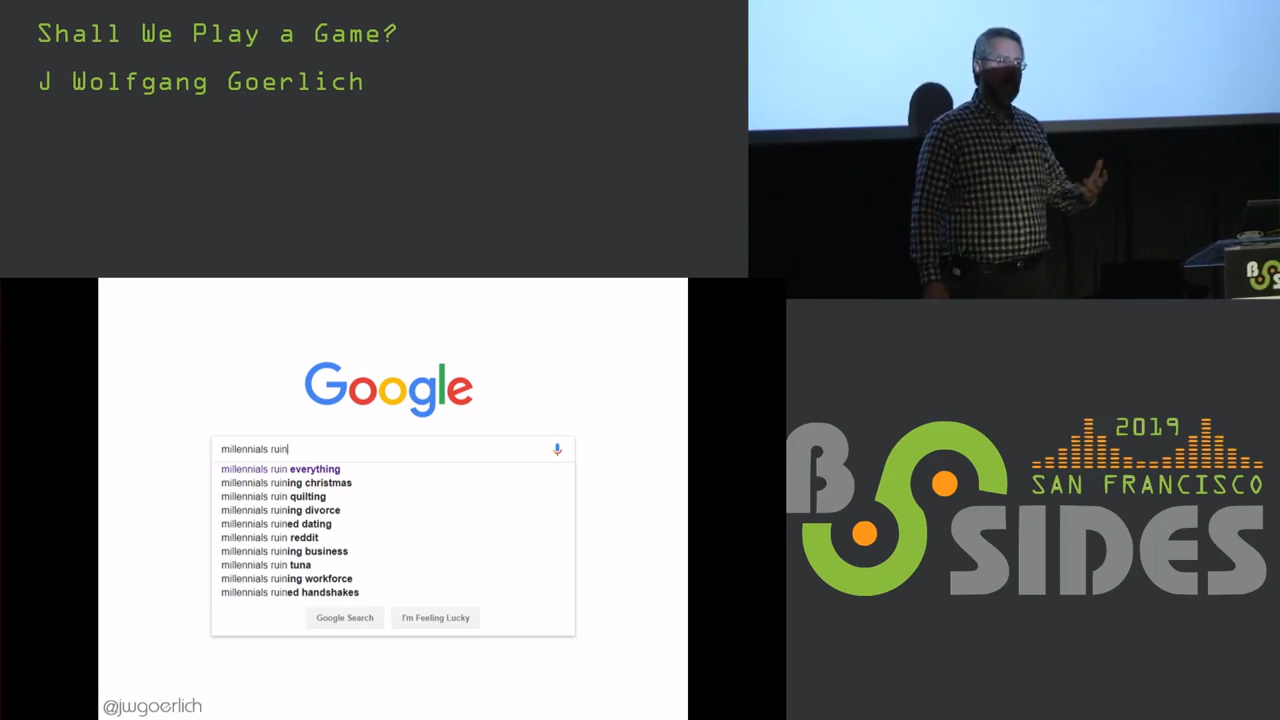 Shall We Play a Game?
J Wolfgang Goerlich
Google
millennials ruin
millennials ruin everything
millennials ruining christmas
millennials ruin quilting
millennials ruining divorce
millennials ruined dating
millennials ruin reddit
millennials ruining business
millennials ruin tuna
millennials ruining workforce
millennials ruined handshakes
Google Search
I'm Feeling Lucky
@jwgoerlich
2019
SAN FRANCISCO
B SIDES